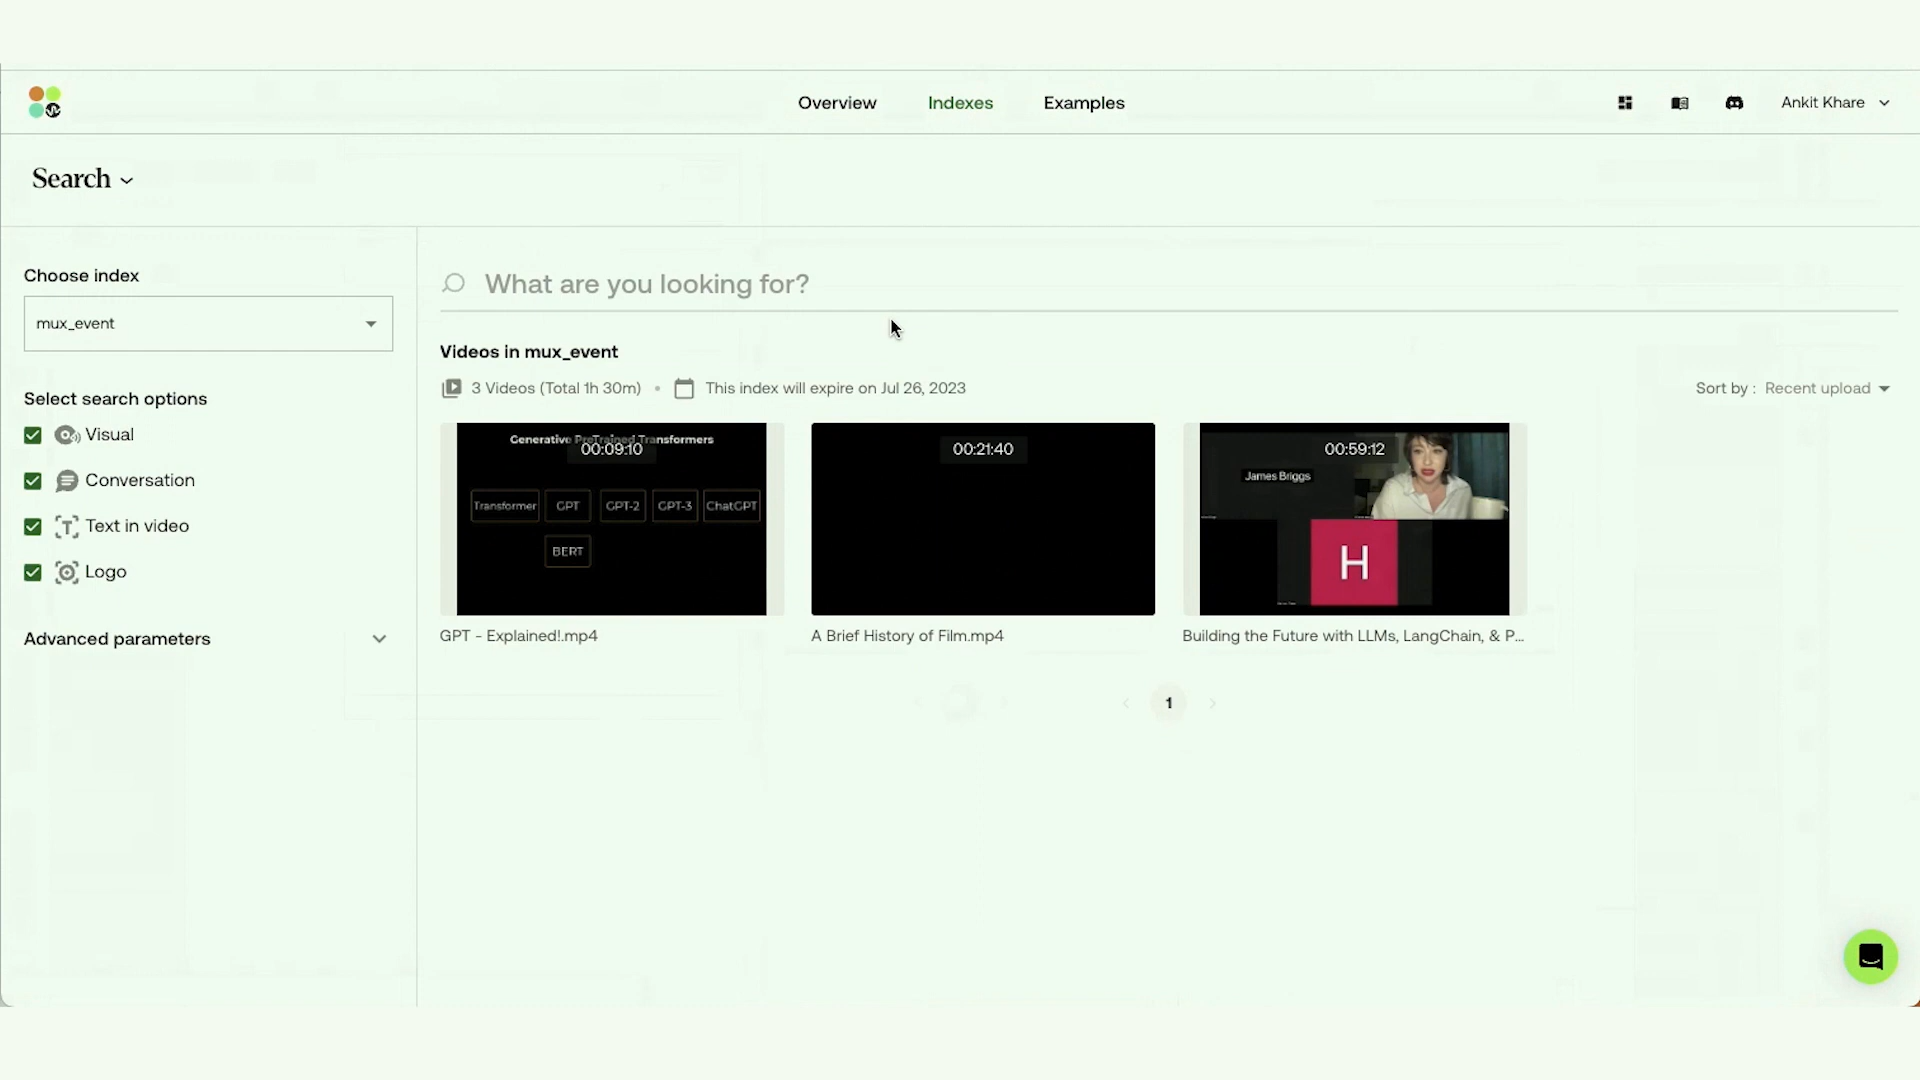 Overview Indexes Examples Ankit Khare
Search
Choose index
mux_event
Select search options
Visual
Conversation
Text in video
Logo
Advanced parameters
What are you looking for?
Videos in mux_event
3 Videos (Total 1h 30m) • This index will expire on Jul 26, 2023
Sort by : Recent upload
Generative PreTrained Transformers
00:09:10
Transformer GPT GPT-2 GPT-3 ChatGPT
BERT
GPT - Explained!.mp4
00:21:40
A Brief History of Film.mp4
00:59:12
James Briggs
H
Building the Future with LLMs, LangChain, & P...
1